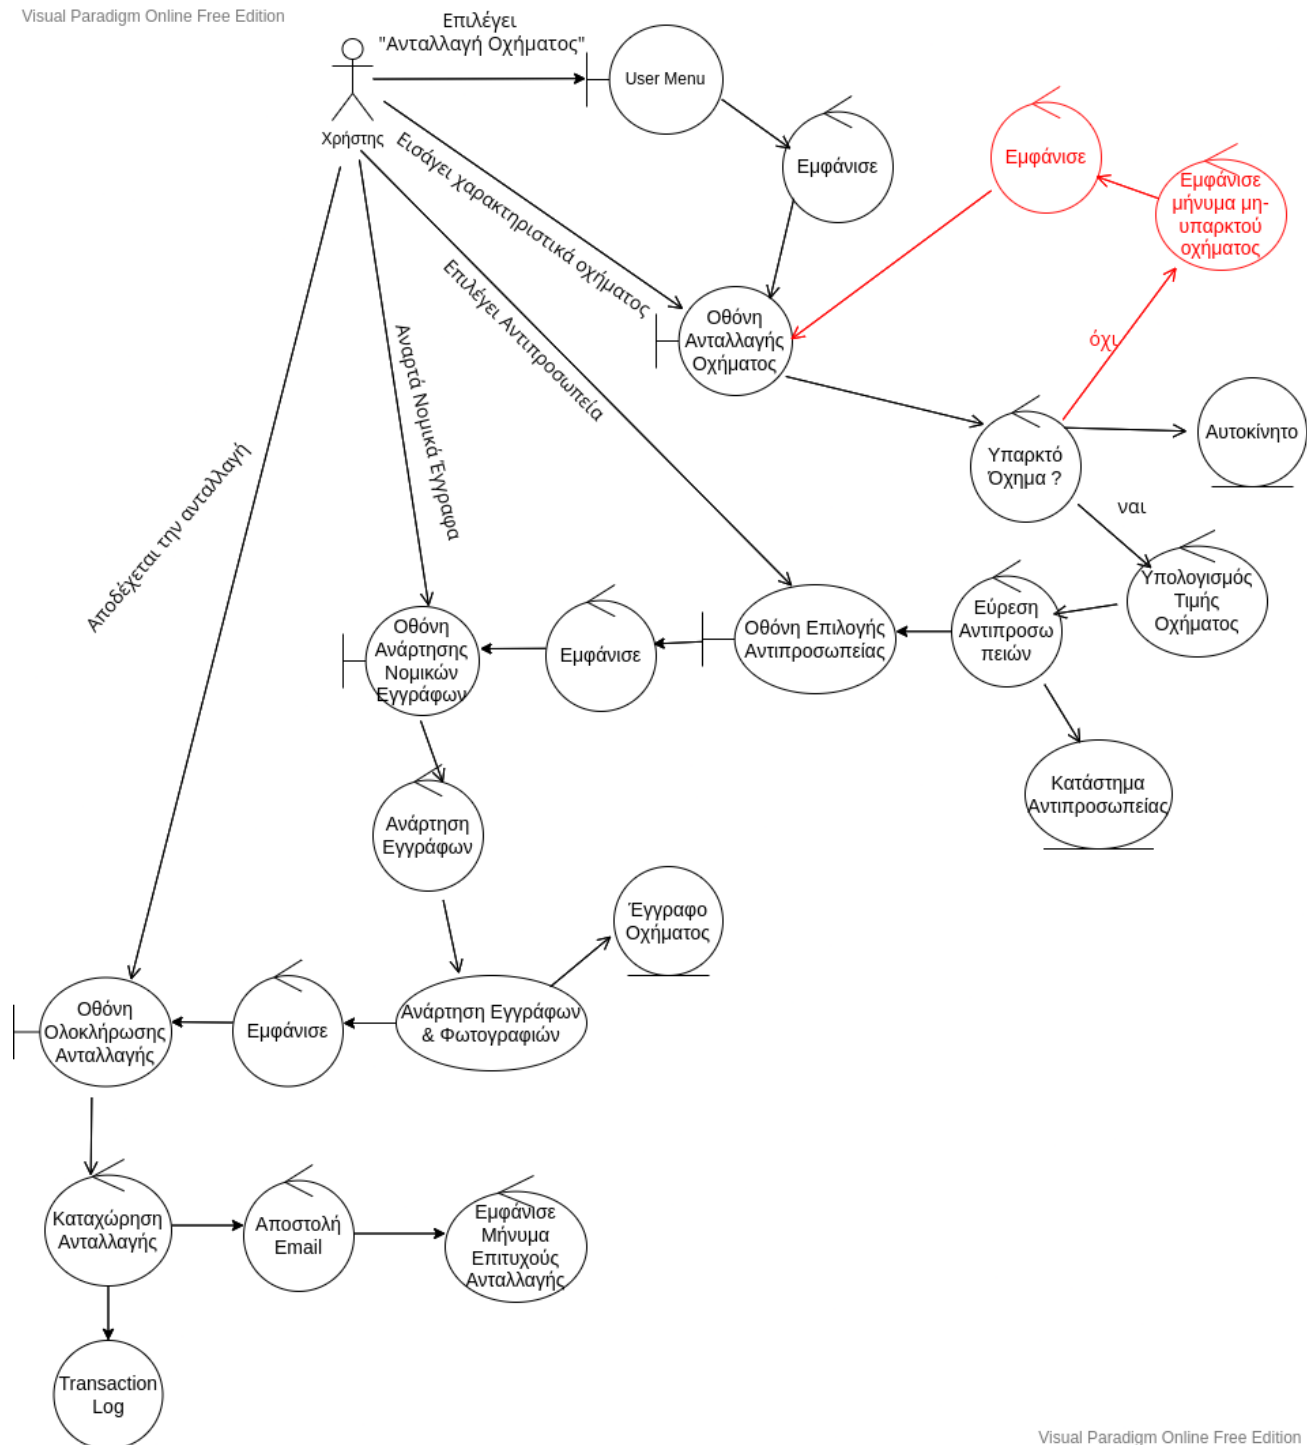 Visual Paradigm Online Free Edition
Επιλέγει
"Ανταλλαγή Οχήματος"
User Menu
Χρήστης
Εμφάνισε
Εμφάνισε
Εμφάνισε
μήνυμα μη-
υπαρκτού
οχήματος
Εισάγει χαρακτηριστικά οχήματος
Επιλέγει Αντιπροσωπεία
Αναρτά Νομικά Έγγραφα
Αποδέχεται την ανταλλαγή
Οθόνη
Ανταλλαγής
Οχήματος
όχι
Αυτοκίνητο
Υπαρκτό
Όχημα ?
ναι
Υπολογισμός
Τιμής
Οχήματος
Εύρεση
Αντιπροσω
πειών
Οθόνη Επιλογής
Αντιπροσωπείας
Εμφάνισε
Οθόνη
Ανάρτησης
Νομικών
Εγγράφων
Κατάστημα
Αντιπροσωπείας
Ανάρτηση
Εγγράφων
Έγγραφο
Οχήματος
Ανάρτηση Εγγράφων
& Φωτογραφιών
Εμφάνισε
Οθόνη
Ολοκλήρωσης
Ανταλλαγής
Καταχώρηση
Ανταλλαγής
Αποστολή
Email
Εμφάνισε
Μήνυμα
Επιτυχούς
Ανταλλαγής
Transaction
Log
Visual Paradigm Online Free Edition